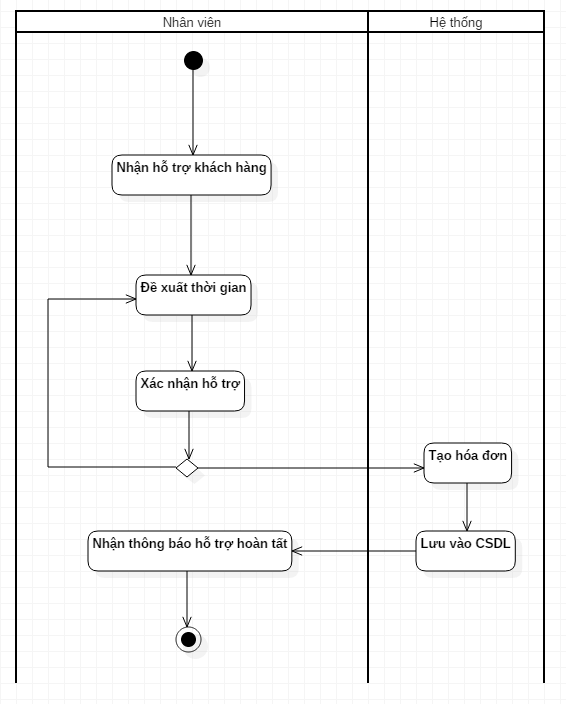 Nhân viên
Hệ thống
Nhận hỗ trợ khách hàng
Đề xuất thời gian
Xác nhận hỗ trợ
Tạo hóa đơn
Nhận thông báo hỗ trợ hoàn tất
Lưu vào CSDL